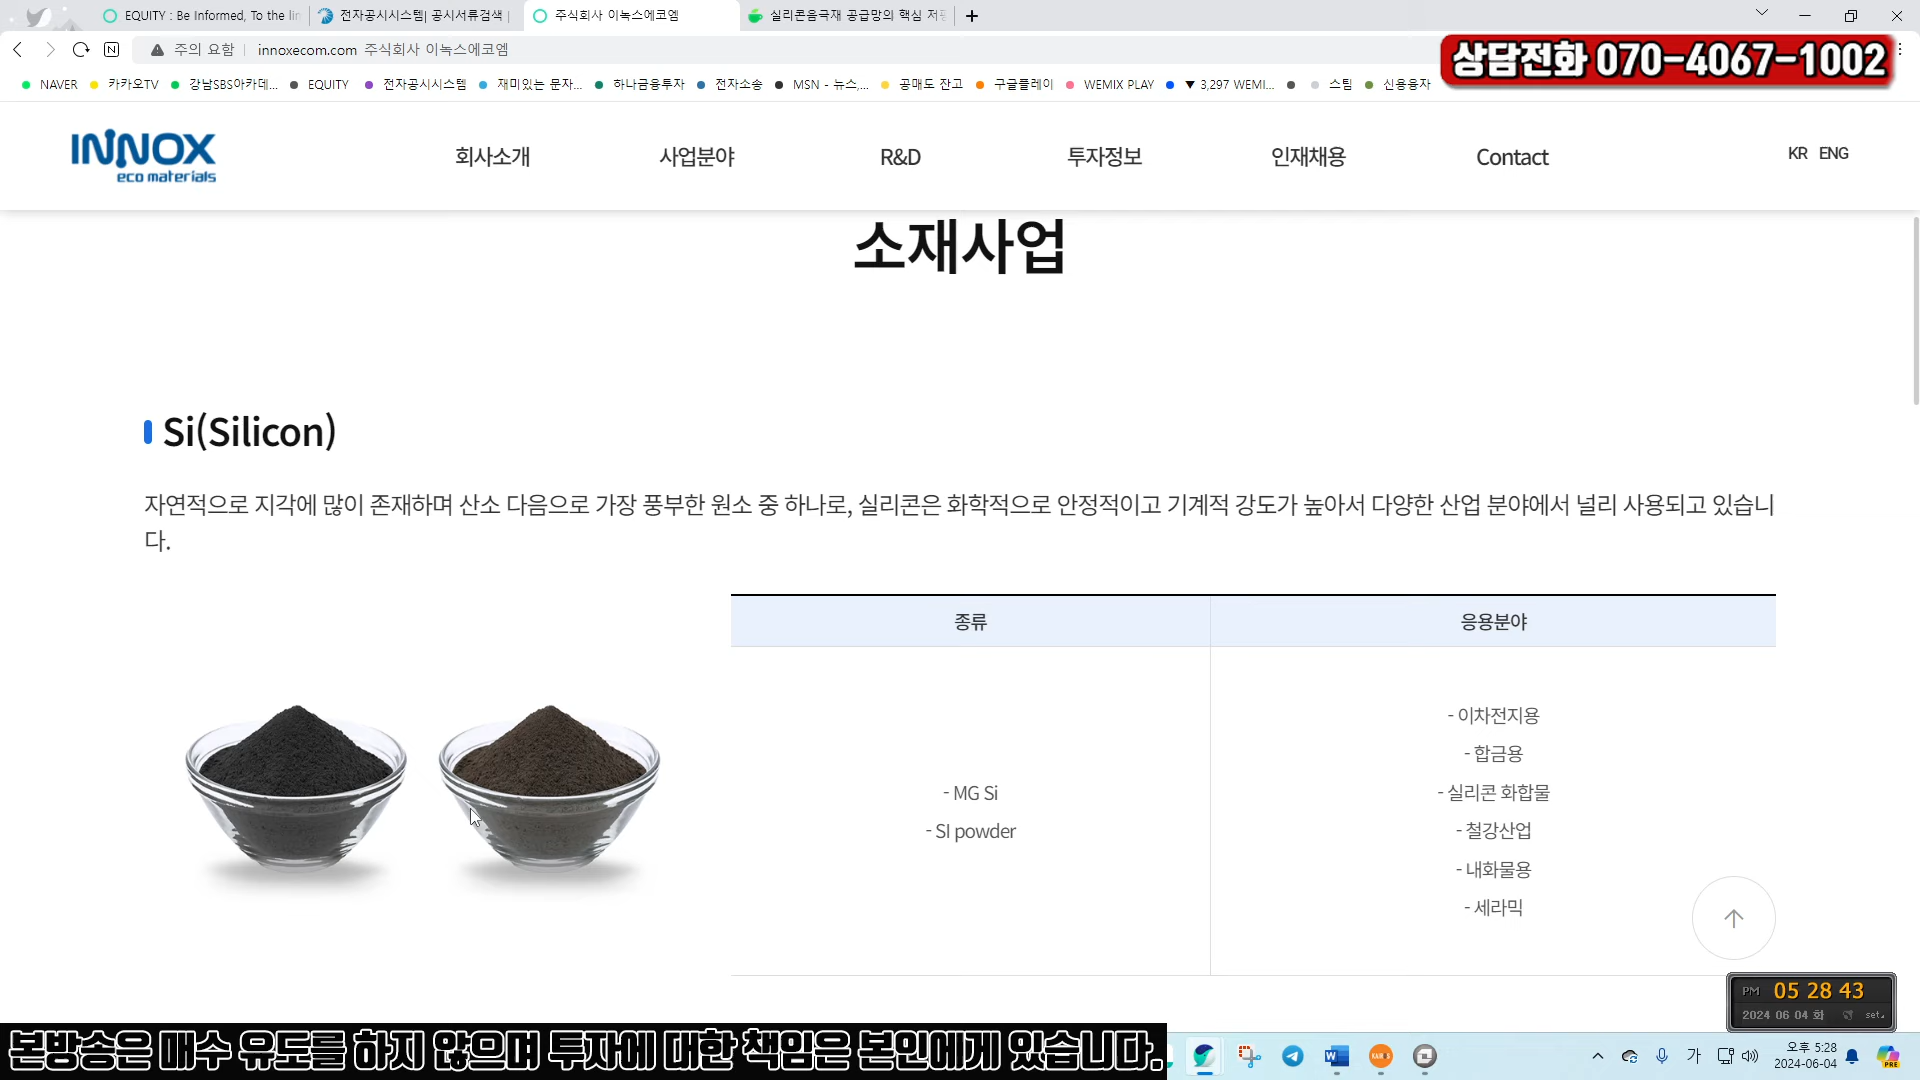 EQUITY : Be Informed, To the lin
전자공시시스템| 공시서류검색 |
주식회사 이녹스에코엠
실리콘음극재 공급망의 핵심 저평
주의 요함
innoxecom.com 주식회사 이녹스에코엠
상담전화 070-4067-1002
NAVER
카카오TV
강남SBS아카데...
EQUITY
전자공시시스템
재미있는 문자...
하나금융투자
전자소송
MSN - 뉴스,...
공매도 잔고
구글플레이
WEMIX PLAY
▼ 3,297 WEMI...
스팀
신용융자
INNOX
eco materials
회사소개
사업분야
R&D
투자정보
인재채용
Contact
KR ENG
소재사업
Si(Silicon)
자연적으로 지각에 많이 존재하며 산소 다음으로 가장 풍부한 원소 중 하나로, 실리콘은 화학적으로 안정적이고 기계적 강도가 높아서 다양한 산업 분야에서 널리 사용되고 있습니
다.
종류
응용분야
- MG Si
- SI powder
- 이차전지용
- 합금용
- 실리콘 화합물
- 철강산업
- 내화물용
- 세라믹
PM 05 28 43
2024 06 04 화 set
본방송은 매수 유도를 하지 않으며 투자에 대한 책임은 본인에게 있습니다.
가
오후 5:28
2024-06-04
PRE